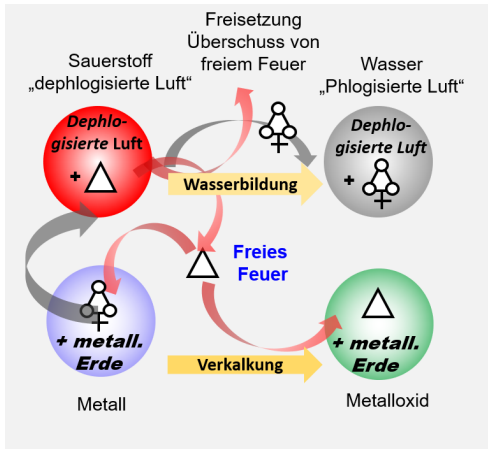 Freisetzung
Überschuss von
freiem Feuer
Sauerstoff
„dephlogisierte Luft“
Wasser
„Phlogisierte Luft“
Dephlo-
gisierte Luft
+
Dephlo-
gisierte Luft
+
Wasserbildung
Freies
Feuer
+ metall.
Erde
+ metall.
Erde
Verkalkung
Metall
Metalloxid